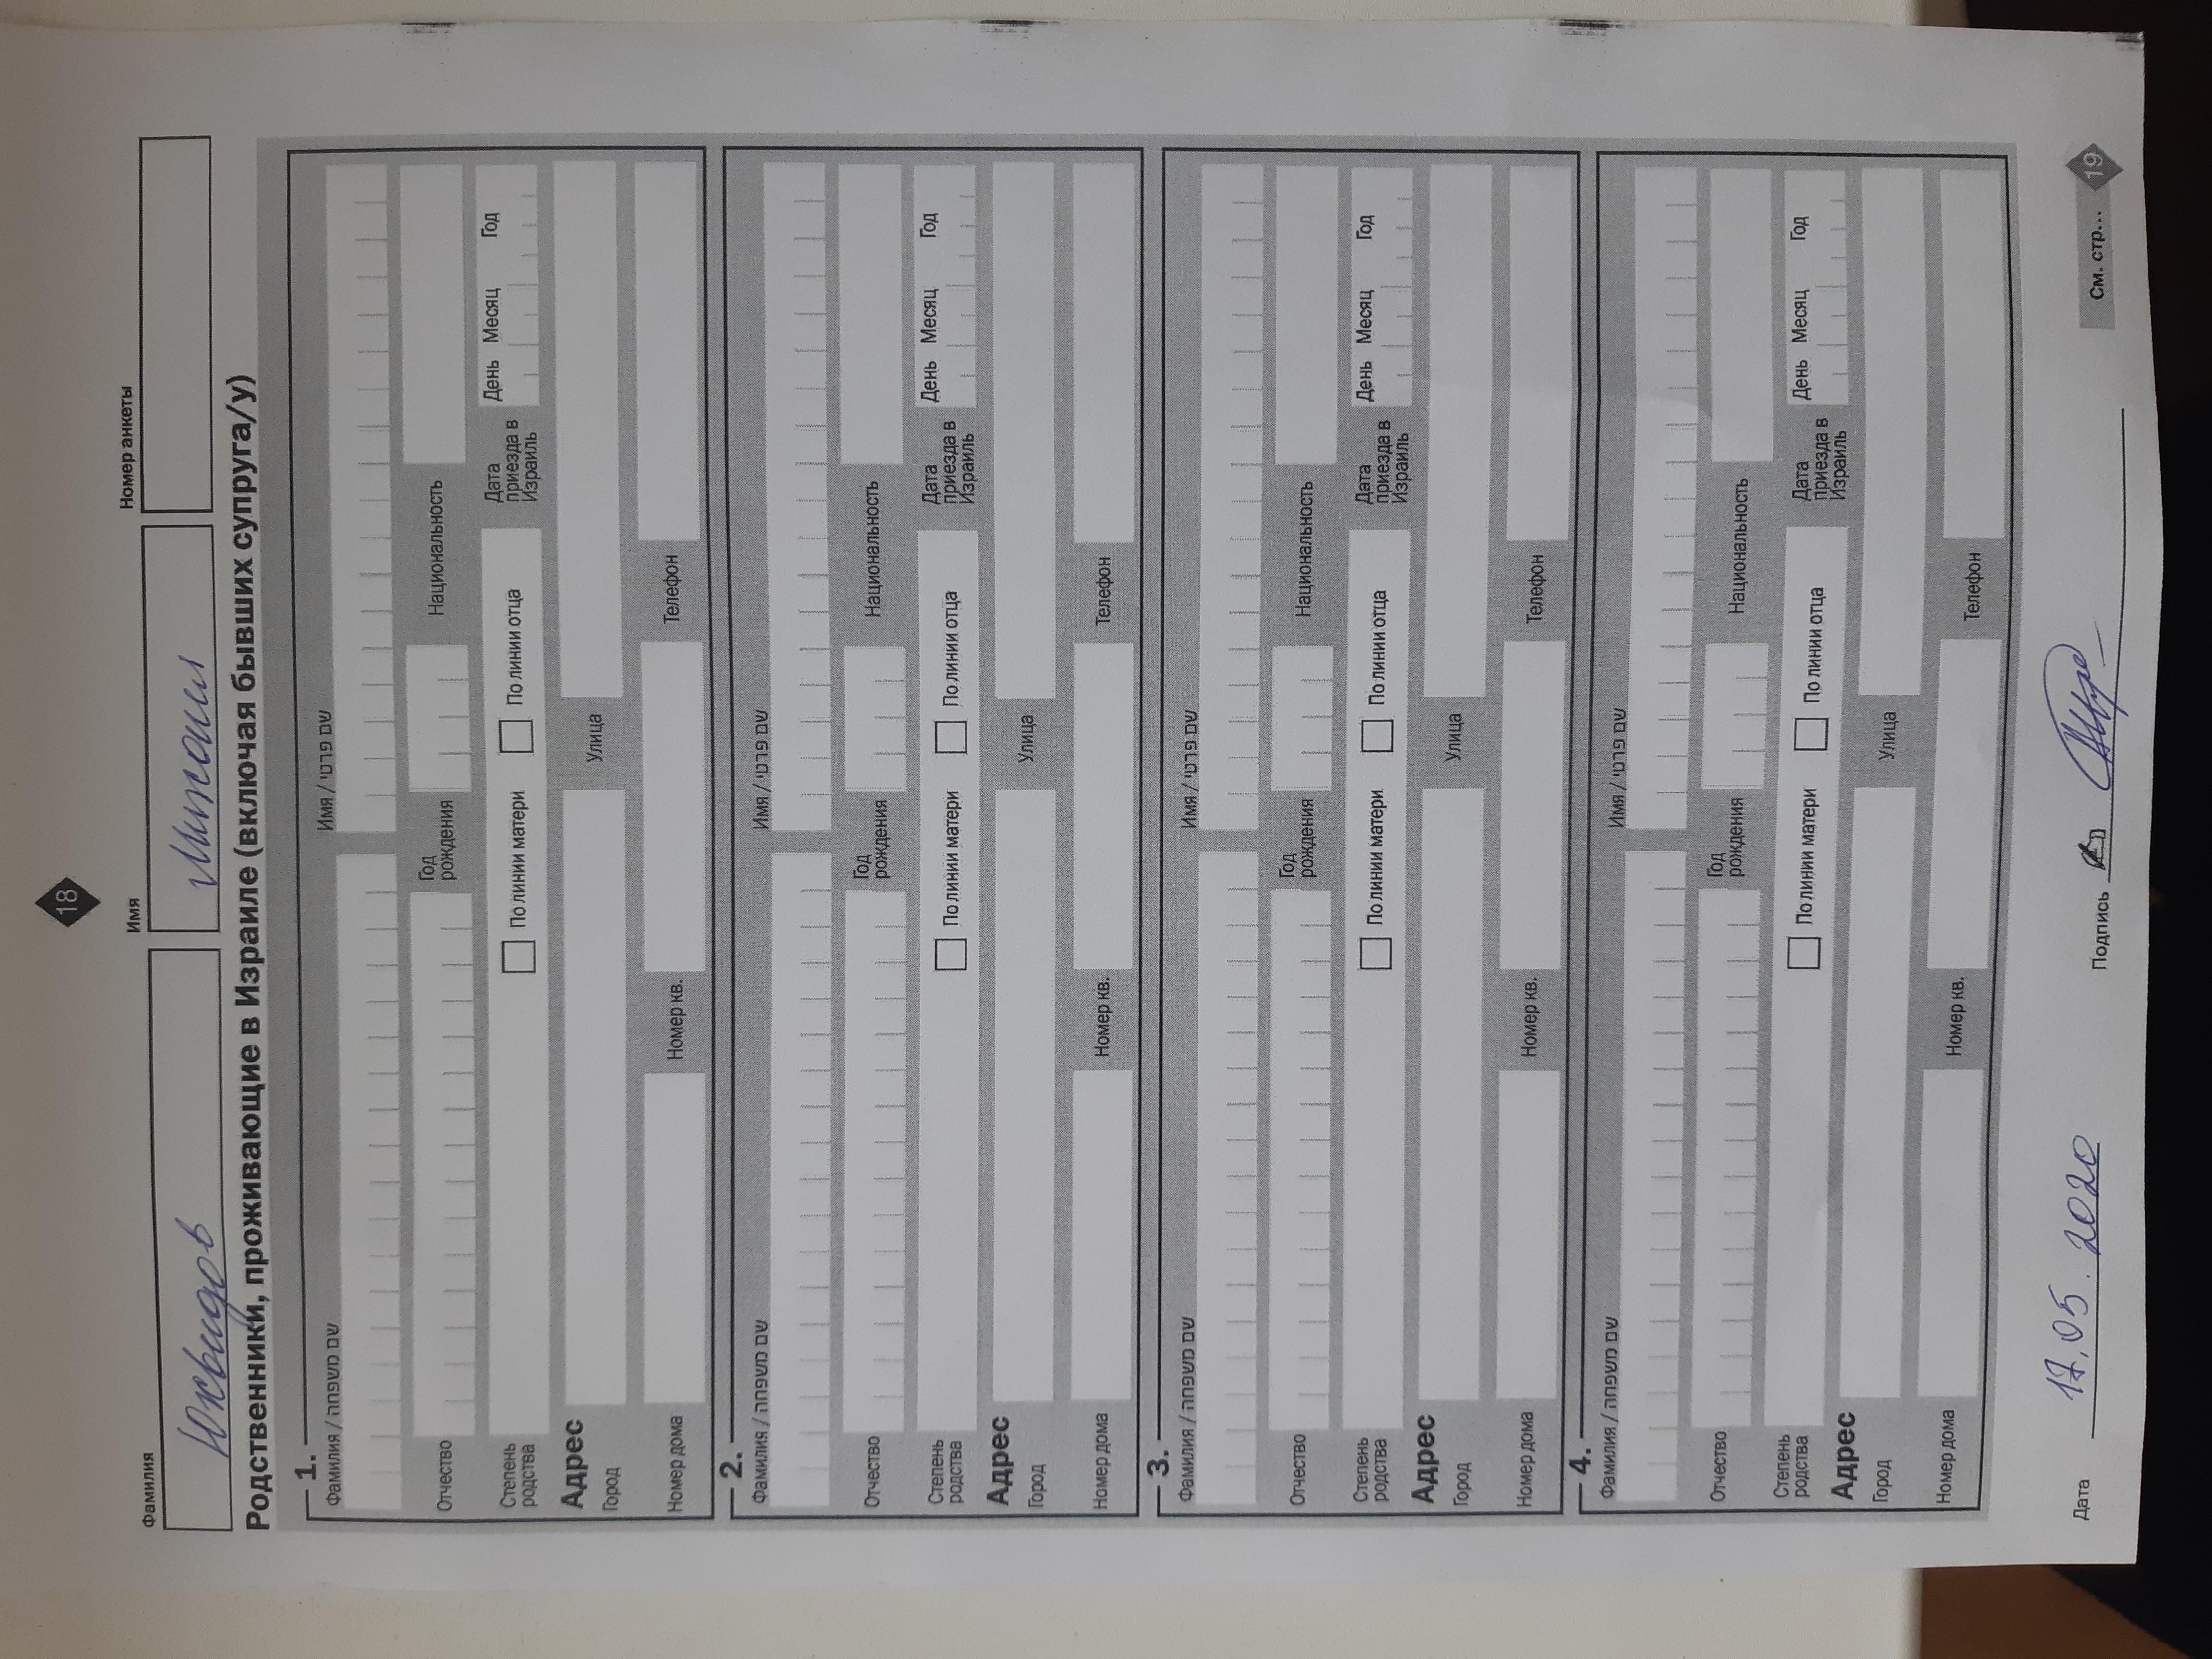 18
Фамилия Имя Номер анкеты
Юхвидов Михаил
Родственники, проживающие в Израиле (включая бывших супруга/у)
1.
Фамилия / שם משפחה Имя / שם פרטי
Отчество Год рождения Национальность
Степень родства По линии матери По линии отца Дата приезда в Израиль День Месяц Год
Адрес
Город Улица
Номер дома Номер кв. Телефон
2.
Фамилия / שם משפחה Имя / שם פרטי
Отчество Год рождения Национальность
Степень родства По линии матери По линии отца Дата приезда в Израиль День Месяц Год
Адрес
Город Улица
Номер дома Номер кв. Телефон
3.
Фамилия / שם משפחה Имя / שם פרטי
Отчество Год рождения Национальность
Степень родства По линии матери По линии отца Дата приезда в Израиль День Месяц Год
Адрес
Город Улица
Номер дома Номер кв. Телефон
4.
Фамилия / שם משפחה Имя / שם פרטי
Отчество Год рождения Национальность
Степень родства По линии матери По линии отца Дата приезда в Израиль День Месяц Год
Адрес
Город Улица
Номер дома Номер кв. Телефон
Дата 17.05.2020 Подпись См. стр... 19